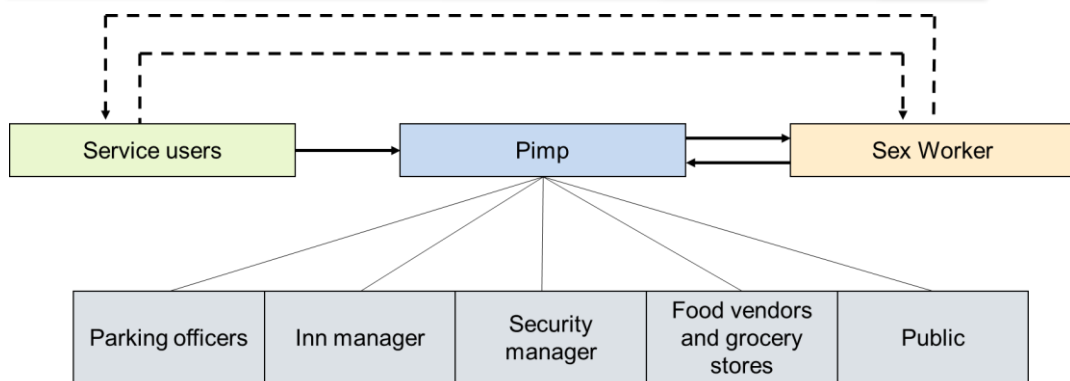 Service users
Pimp
Sex Worker
Parking officers
Inn manager
Security
manager
Food vendors
and grocery
stores
Public